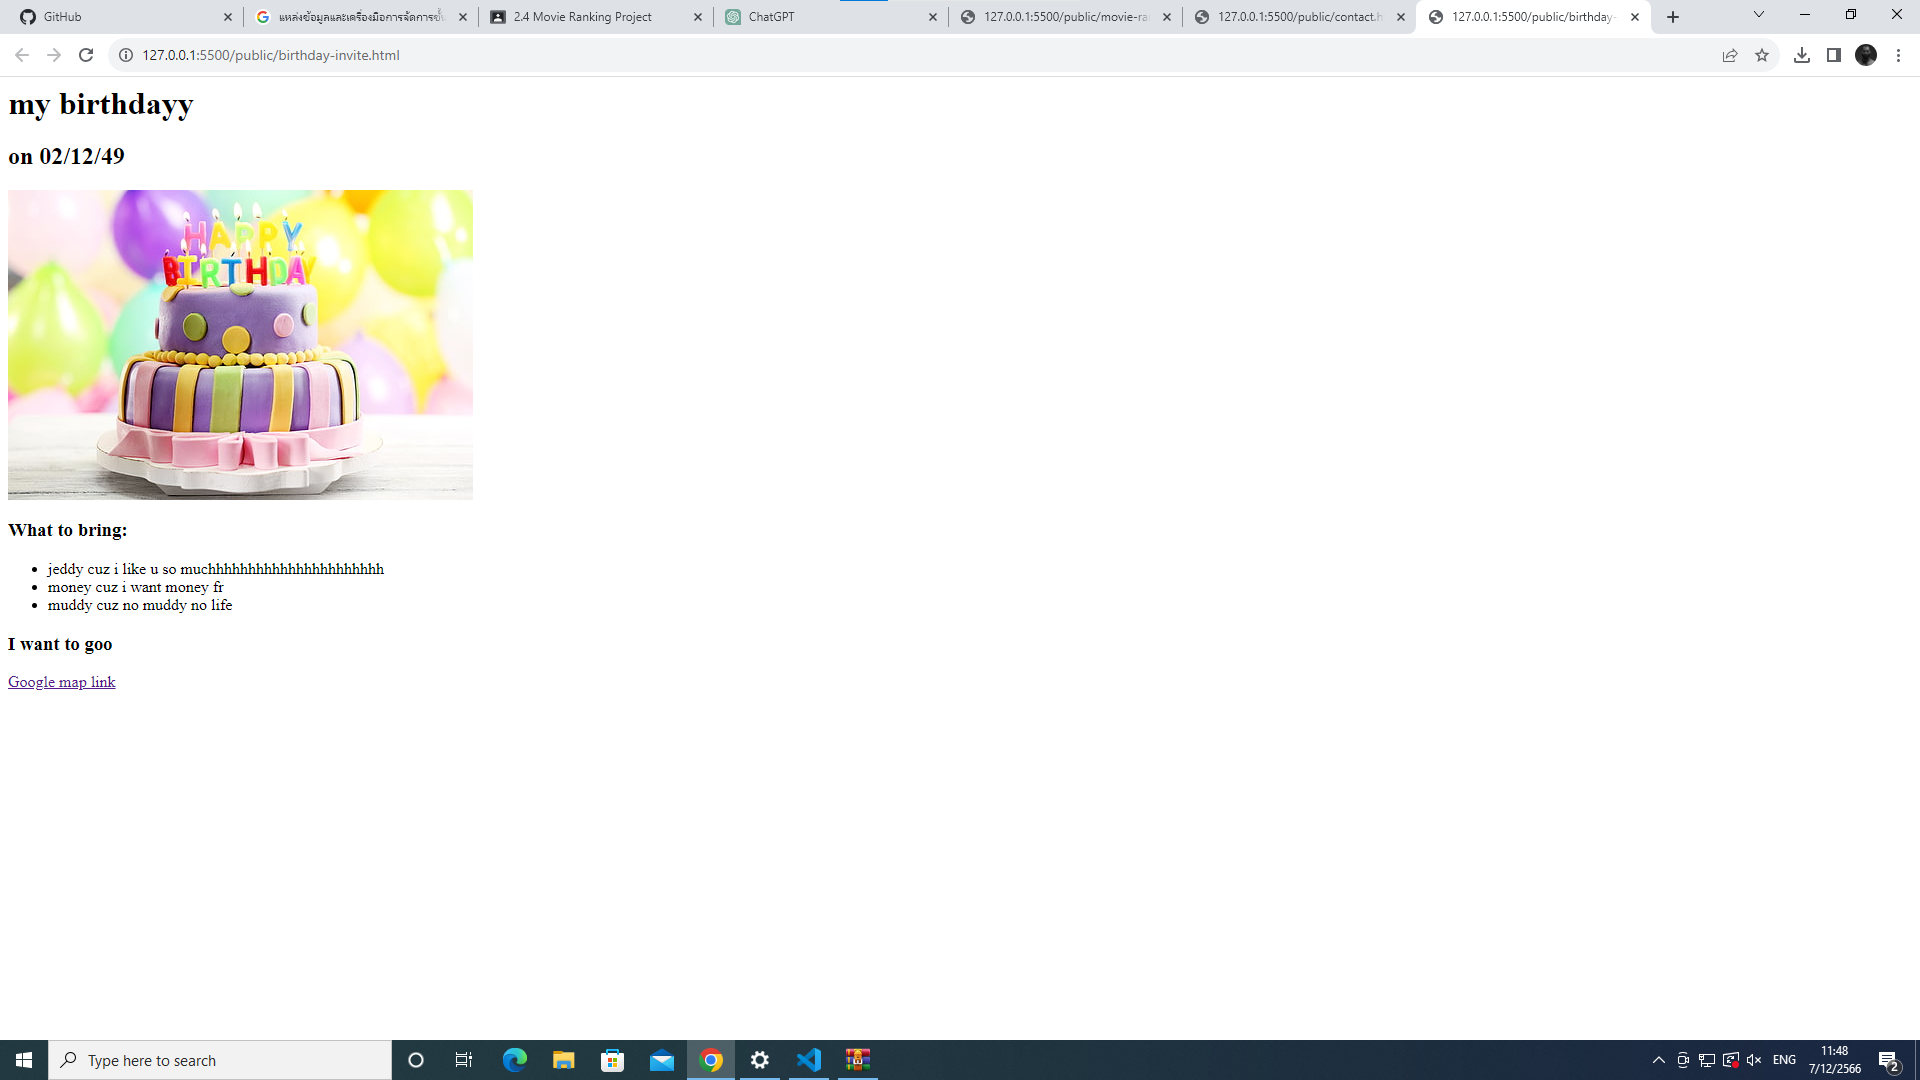 GitHub
แหล่งข้อมูลและเครื่องมือการจัดการขั้น
2.4 Movie Ranking Project
ChatGPT
127.0.0.1:5500/public/movie-ra
127.0.0.1:5500/public/contact.h
127.0.0.1:5500/public/birthday-
127.0.0.1:5500/public/birthday-invite.html
my birthdayy
on 02/12/49
HAPPY
BIRTHDAY
What to bring:
jeddy cuz i like u so muchhhhhhhhhhhhhhhhhhhhhh
money cuz i want money fr
muddy cuz no muddy no life
I want to goo
Google map link
Type here to search
ENG
11:48
7/12/2566
2